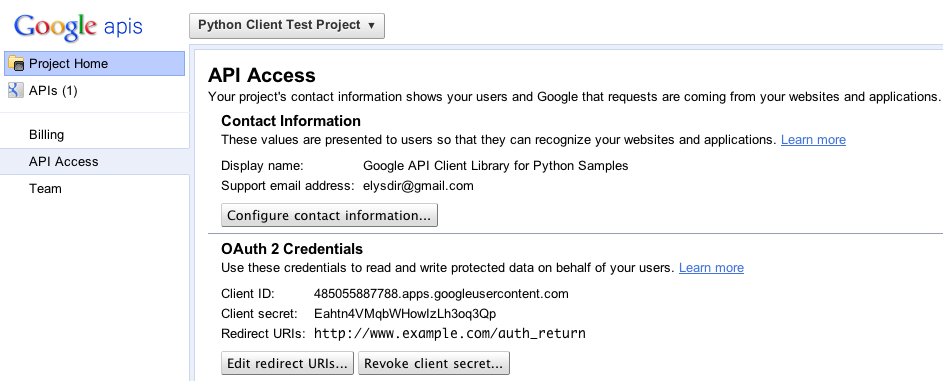 Google apis
Python Client Test Project ▼
Project Home
APIs (1)
Billing
API Access
Team
API Access
Your project's contact information shows your users and Google that requests are coming from your websites and applications.
Contact Information
These values are presented to users so that they can recognize your websites and applications. Learn more
Display name: Google API Client Library for Python Samples
Support email address: elysdir@gmail.com
Configure contact information...
OAuth 2 Credentials
Use these credentials to read and write protected data on behalf of your users. Learn more
Client ID: 485055887788.apps.googleusercontent.com
Client secret: Eahtn4VMqbWHowIzLh3oq3Qp
Redirect URIs: http://www.example.com/auth_return
Edit redirect URIs... Revoke client secret...